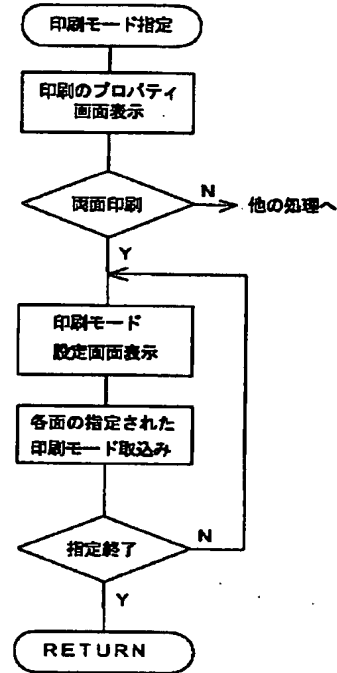 印刷モード指定
印刷のプロパティ
画面表示
両面印刷
N
他の処理へ
Y
印刷モード
設定画面表示
各面の指定された
印刷モード取込み
指定終了
N
Y
RETURN